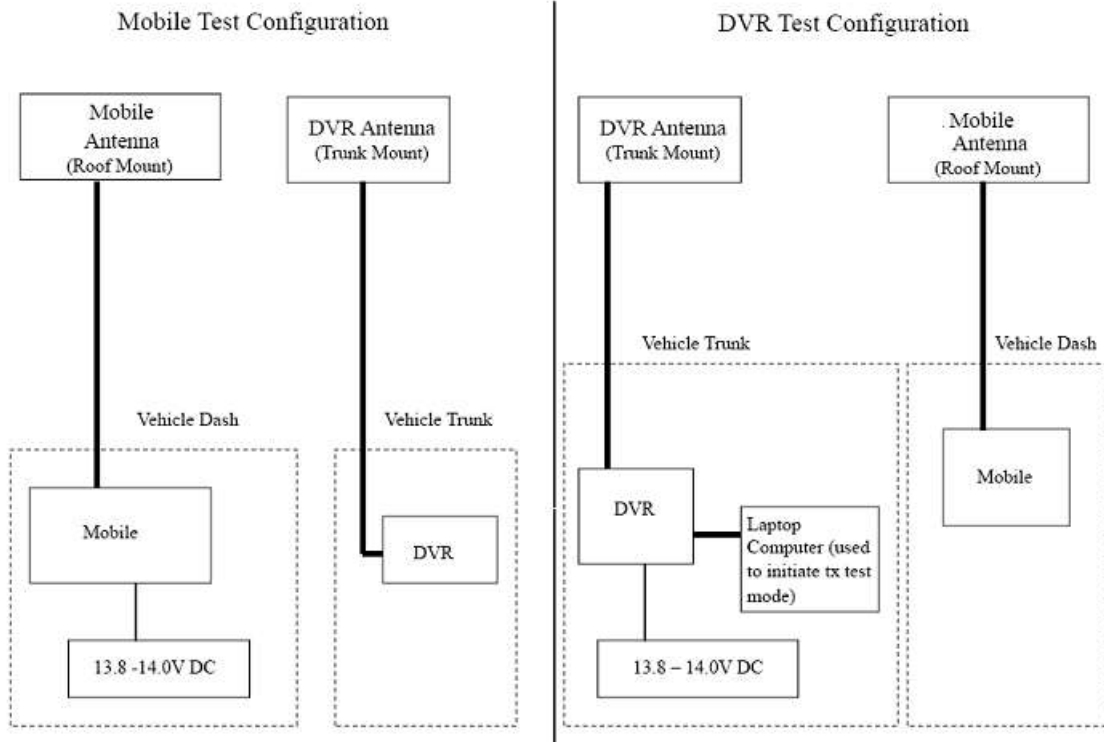 Mobile Test Configuration
Mobile
Antenna
(Roof Mount)
DVR Antenna
(Trunk Mount)
Vehicle Dash
Vehicle Trunk
Mobile
DVR
13.8 -14.0V DC
DVR Test Configuration
DVR Antenna
(Trunk Mount)
. Mobile
Antenna
(Roof Mount)
Vehicle Trunk
Vehicle Dash
DVR
Laptop
Computer (used
to initiate tx test
mode)
Mobile
13.8 – 14.0V DC